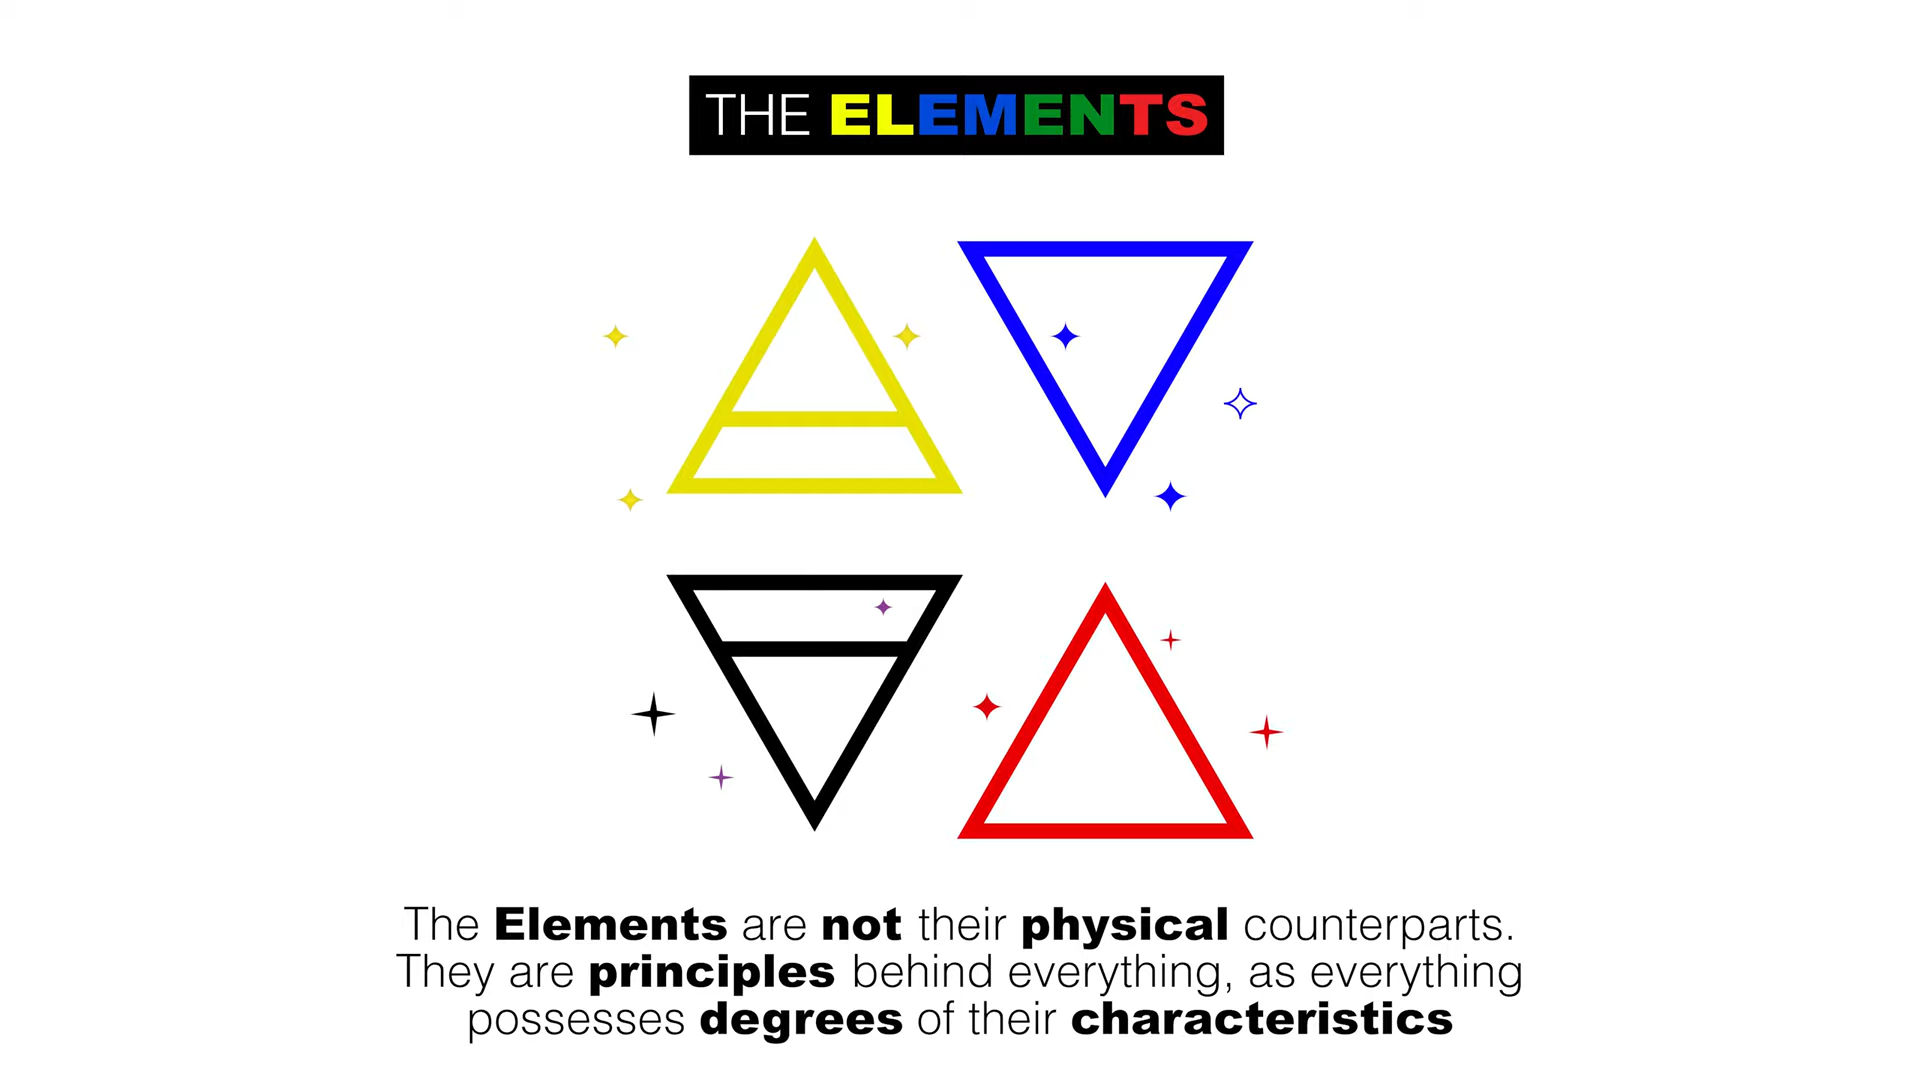 THE ELEMENTS
The Elements are not their physical counterparts.
They are principles behind everything, as everything
possesses degrees of their characteristics